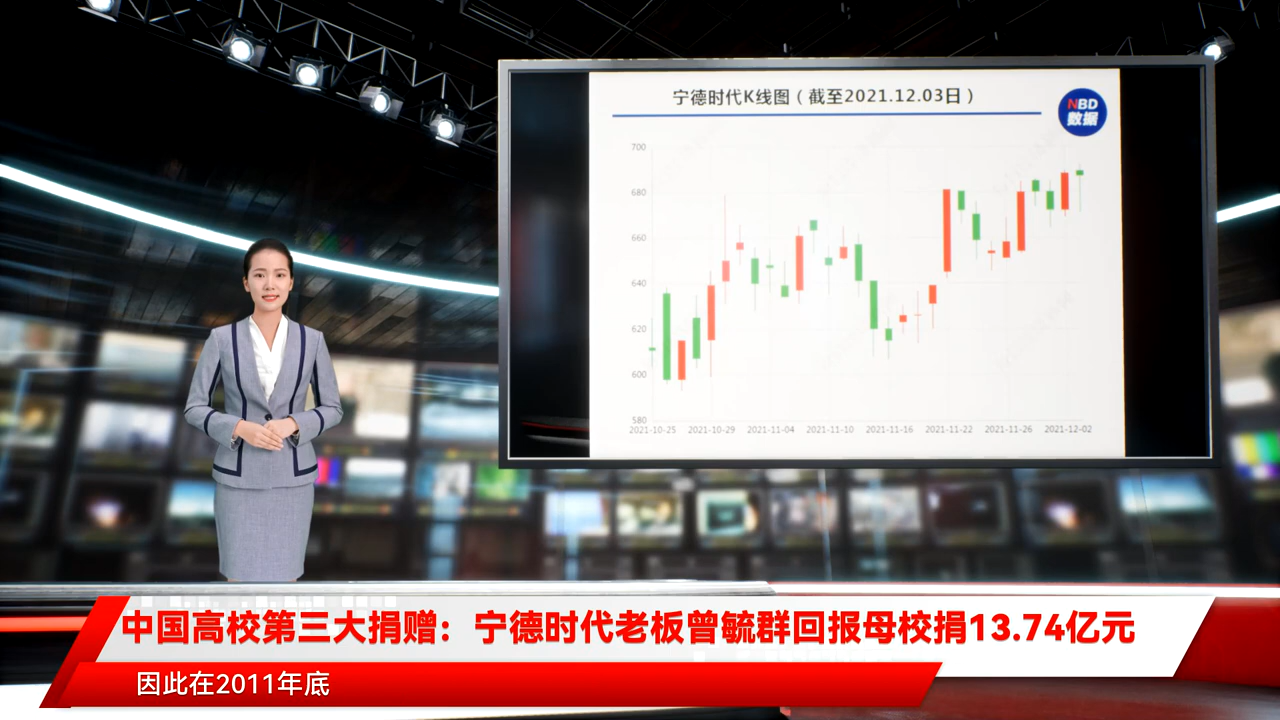 宁德时代K线图（截至2021.12.03日）
NBD
数据
700
680
660
640
620
600
580
2021-10-25 2021-10-29 2021-11-04 2021-11-10 2021-11-16 2021-11-22 2021-11-26 2021-12-02
中国高校第三大捐赠：宁德时代老板曾毓群回报母校捐13.74亿元
因此在2011年底